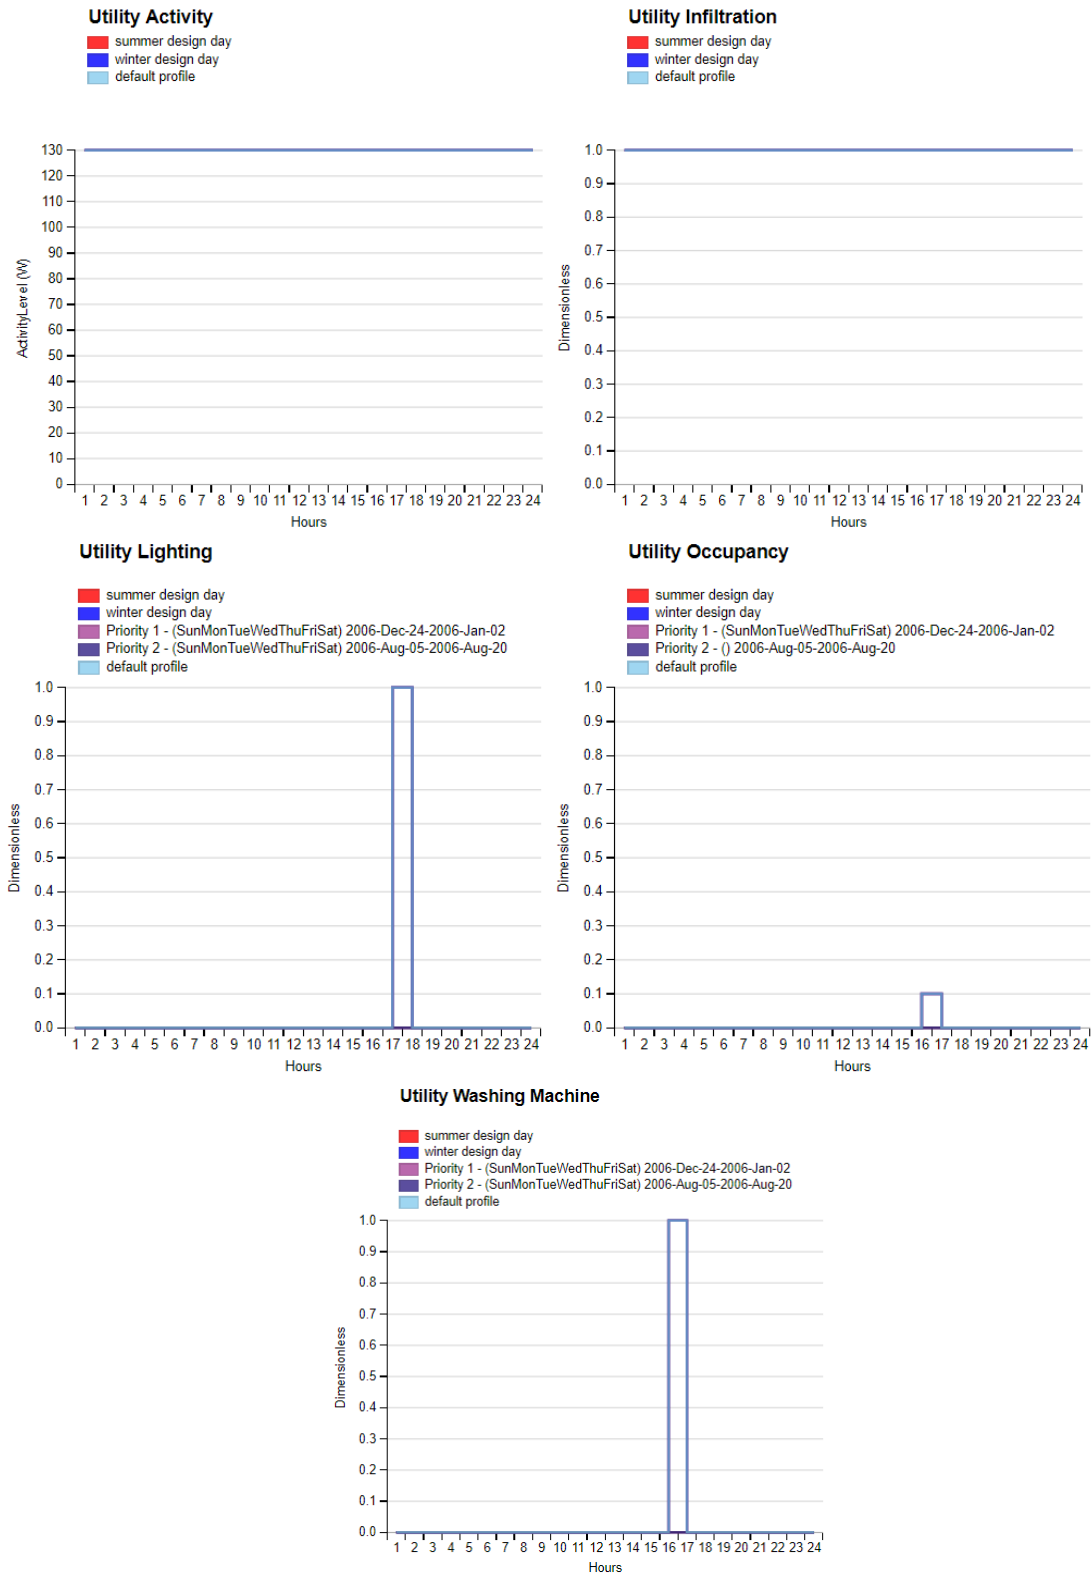 Utility Activity
summer design day
winter design day
default profile
130
120
110
100
90
80
70
60
50
40
30
20
10
0
ActivityLevel (W)
1 2 3 4 5 6 7 8 9 10 11 12 13 14 15 16 17 18 19 20 21 22 23 24
Hours
Utility Infiltration
summer design day
winter design day
default profile
1.0
0.9
0.8
0.7
0.6
0.5
0.4
0.3
0.2
0.1
0.0
Dimensionless
1 2 3 4 5 6 7 8 9 10 11 12 13 14 15 16 17 18 19 20 21 22 23 24
Hours
Utility Lighting
summer design day
winter design day
Priority 1 - (SunMonTueWedThuFriSat) 2006-Dec-24-2006-Jan-02
Priority 2 - (SunMonTueWedThuFriSat) 2006-Aug-05-2006-Aug-20
default profile
1.0
0.9
0.8
0.7
0.6
0.5
0.4
0.3
0.2
0.1
0.0
Dimensionless
1 2 3 4 5 6 7 8 9 10 11 12 13 14 15 16 17 18 19 20 21 22 23 24
Hours
Utility Occupancy
summer design day
winter design day
Priority 1 - (SunMonTueWedThuFriSat) 2006-Dec-24-2006-Jan-02
Priority 2 - () 2006-Aug-05-2006-Aug-20
default profile
1.0
0.9
0.8
0.7
0.6
0.5
0.4
0.3
0.2
0.1
0.0
Dimensionless
1 2 3 4 5 6 7 8 9 10 11 12 13 14 15 16 17 18 19 20 21 22 23 24
Hours
Utility Washing Machine
summer design day
winter design day
Priority 1 - (SunMonTueWedThuFriSat) 2006-Dec-24-2006-Jan-02
Priority 2 - (SunMonTueWedThuFriSat) 2006-Aug-05-2006-Aug-20
default profile
1.0
0.9
0.8
0.7
0.6
0.5
0.4
0.3
0.2
0.1
0.0
Dimensionless
1 2 3 4 5 6 7 8 9 10 11 12 13 14 15 16 17 18 19 20 21 22 23 24
Hours